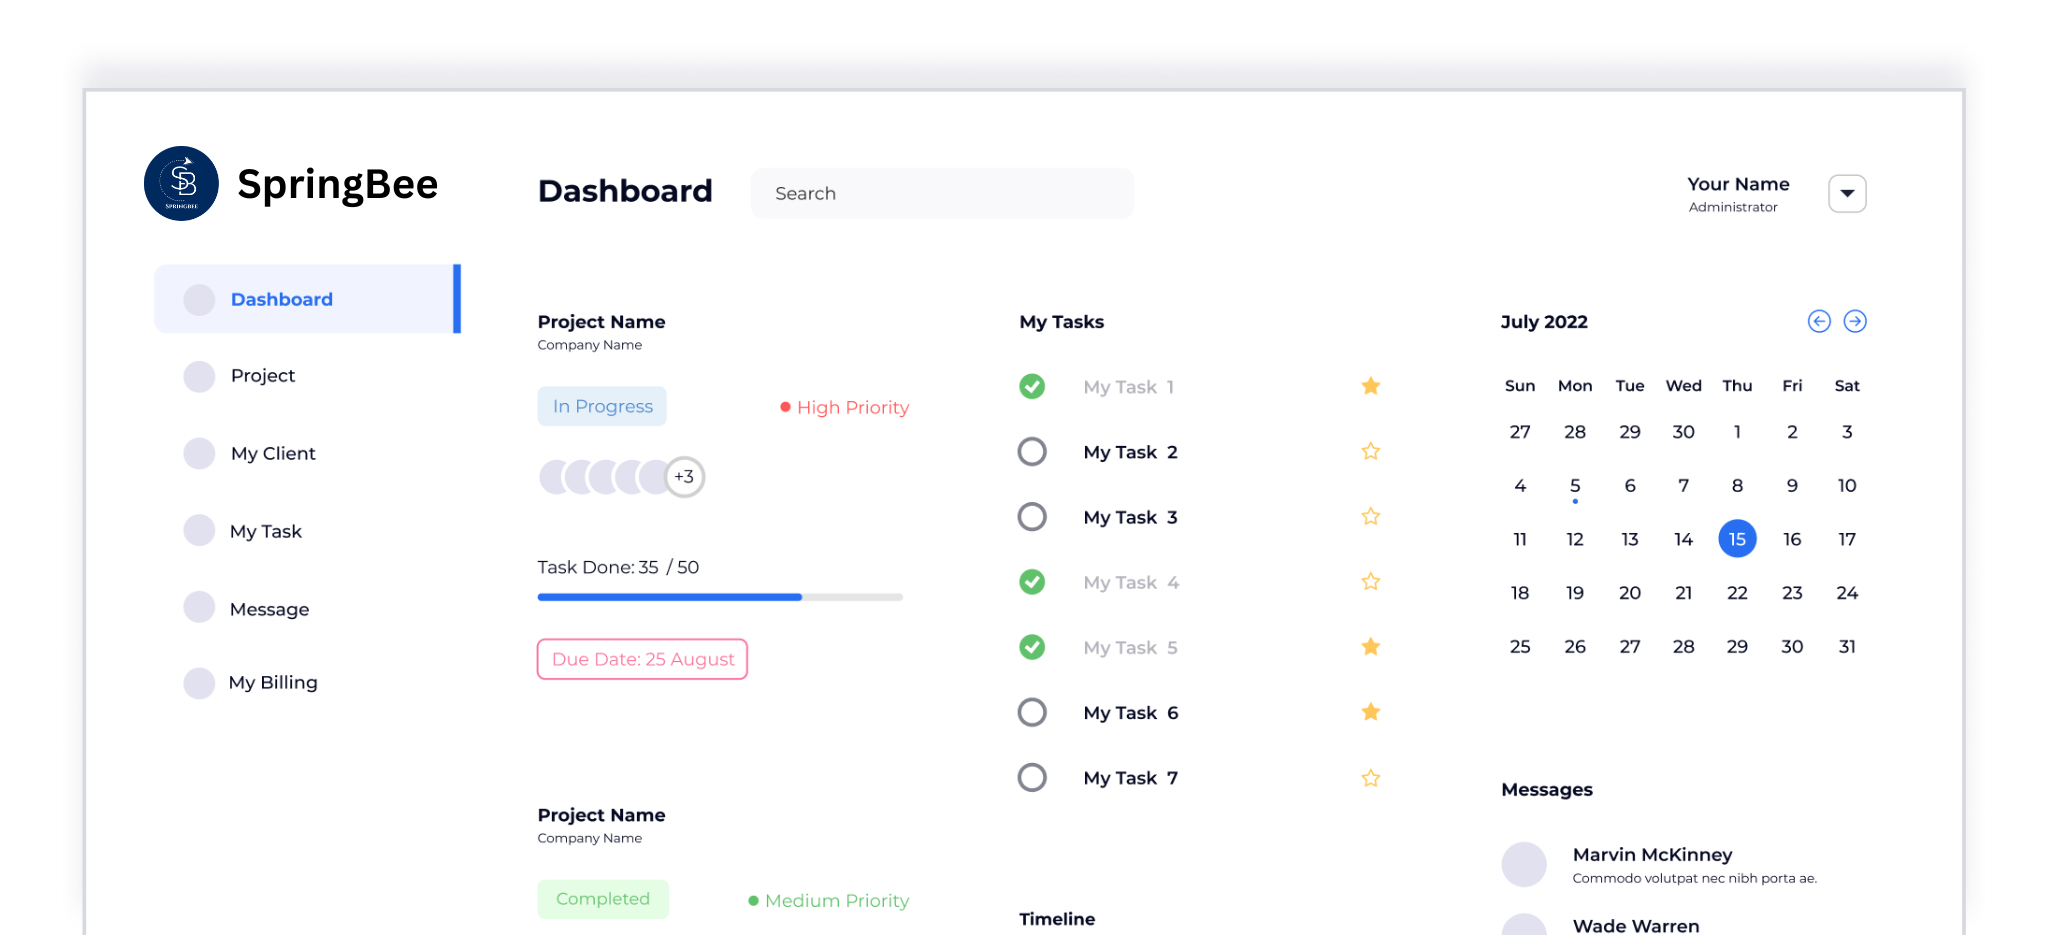 SpringBee
SPRINGBEE
Dashboard
Search
Your Name
Administrator
Dashboard
Project
My Client
My Task
Message
My Billing
Project Name
Company Name
In Progress
High Priority
+3
Task Done: 35 / 50
Due Date: 25 August
Project Name
Company Name
Completed
Medium Priority
My Tasks
My Task 1
My Task 2
My Task 3
My Task 4
My Task 5
My Task 6
My Task 7
Timeline
July 2022
Sun Mon Tue Wed Thu Fri Sat
27 28 29 30 1 2 3
4 5 6 7 8 9 10
11 12 13 14 15 16 17
18 19 20 21 22 23 24
25 26 27 28 29 30 31
Messages
Marvin McKinney
Commodo volutpat nec nibh porta ae.
Wade Warren